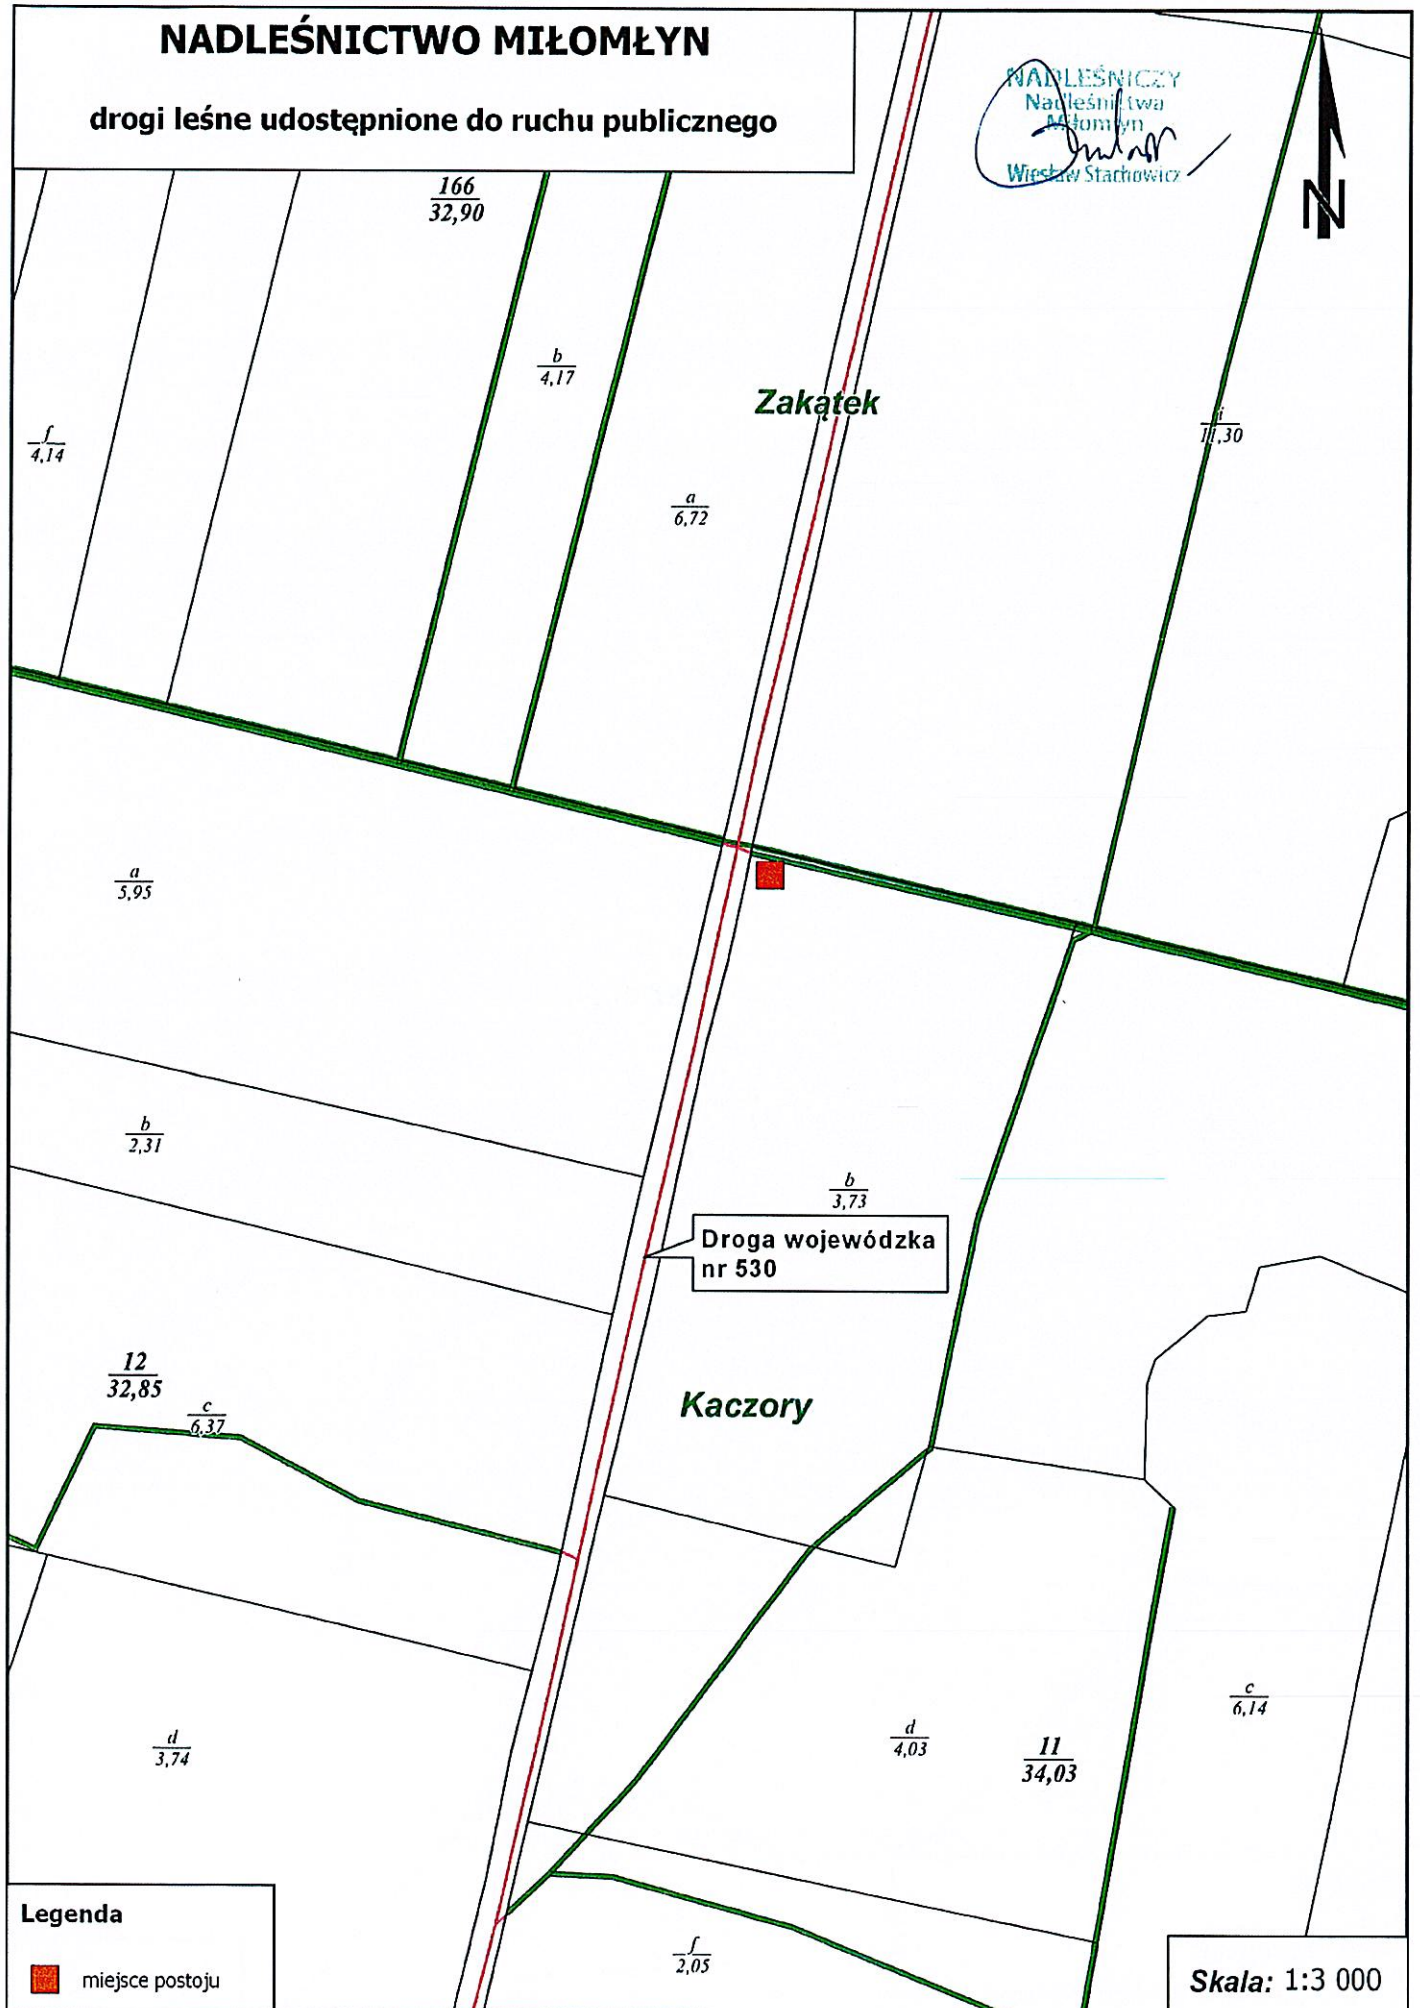 NADLEŚNICTWO MIŁOMŁYN
drogi leśne udostępnione do ruchu publicznego
NADLEŚNICZY
Nadleśnictwa
Miłomłyn
Wiesław Stachowicz
N
166
32,90
b
4,17
f
4,14
a
6,72
Zakątek
i
11,30
a
5,95
b
2,31
b
3,73
Droga wojewódzka
nr 530
12
32,85
c
6,37
Kaczory
d
3,74
d
4,03
11
34,03
c
6,14
f
2,05
Legenda
miejsce postoju
Skala: 1:3 000